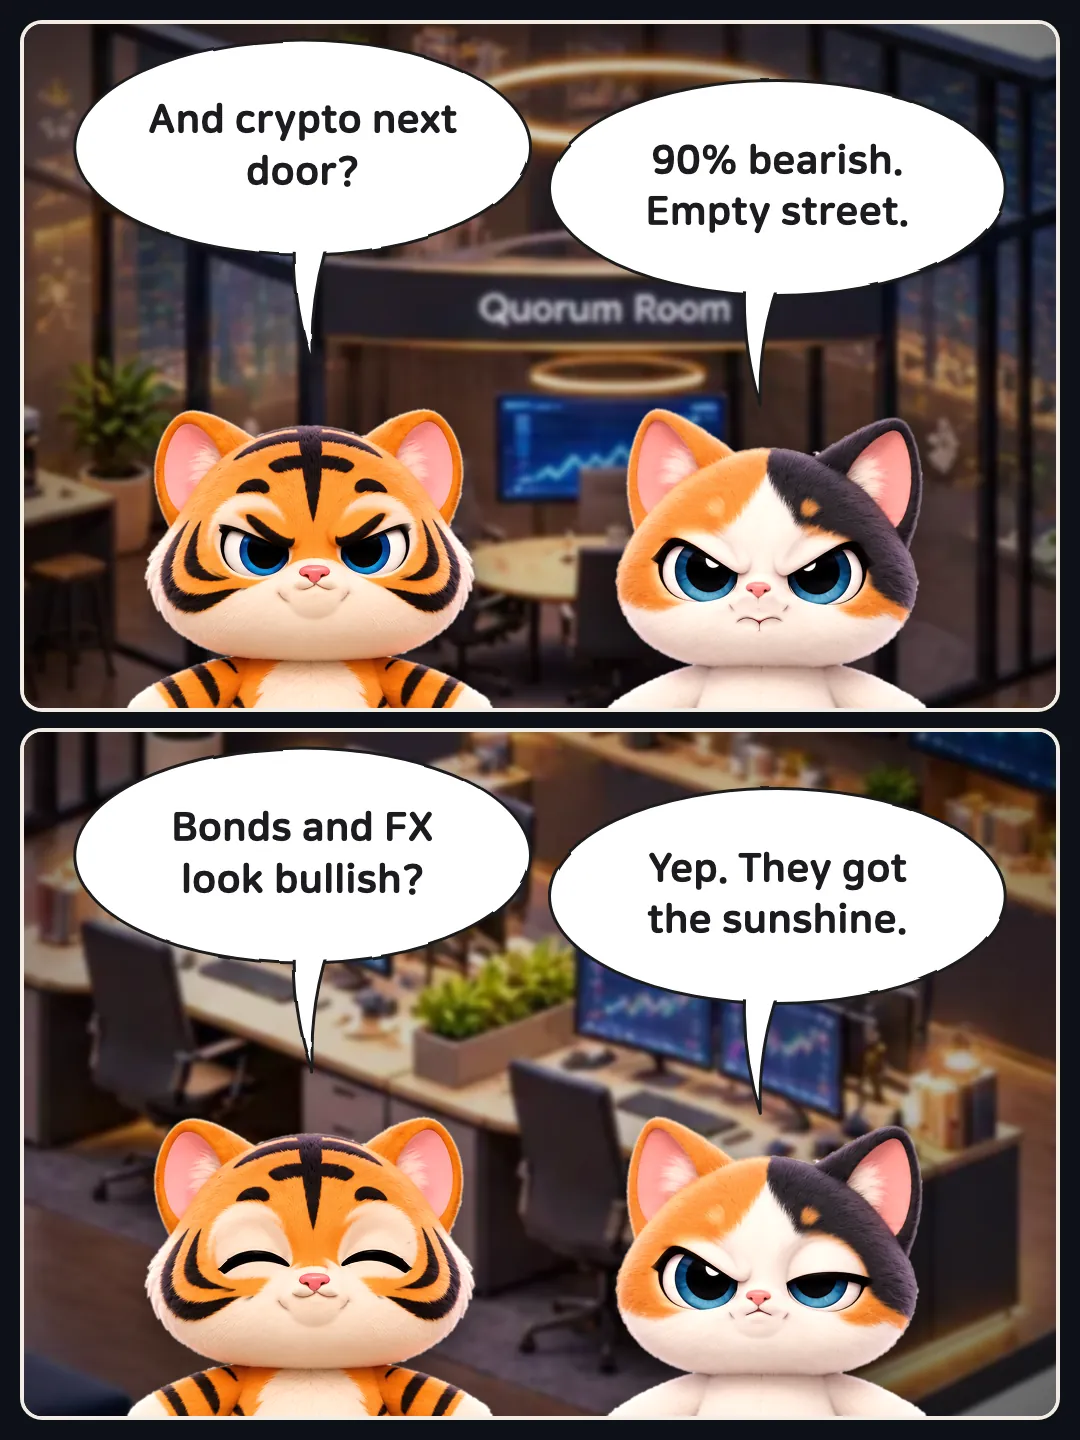 And crypto next
door?
90% bearish.
Empty street.
Quorum Room
Bonds and FX
look bullish?
Yep. They got
the sunshine.